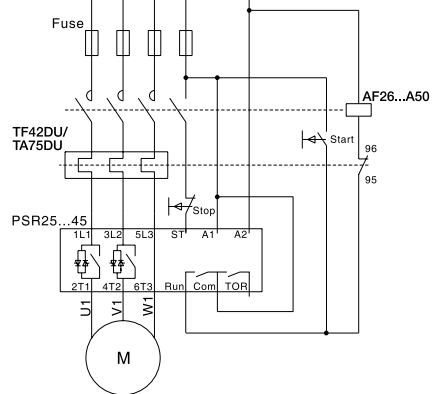 Fuse
AF26...A50
TF42DU/
TA75DU
Start
96
95
Stop
PSR25...45
1L1 3L2 5L3 ST A1 A2
2T1 4T2 6T3 Run Com TOR
U1 V1 W1
M